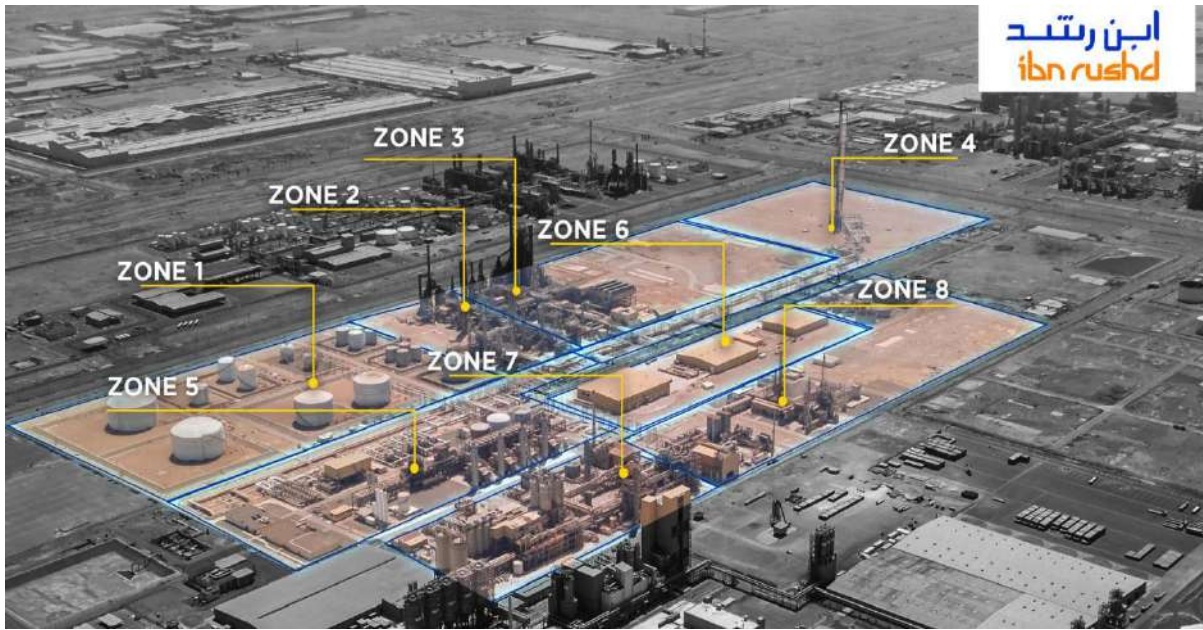 ابن رشد
ibn rushd
ZONE 3
ZONE 4
ZONE 2
ZONE 6
ZONE 1
ZONE 8
ZONE 7
ZONE 5